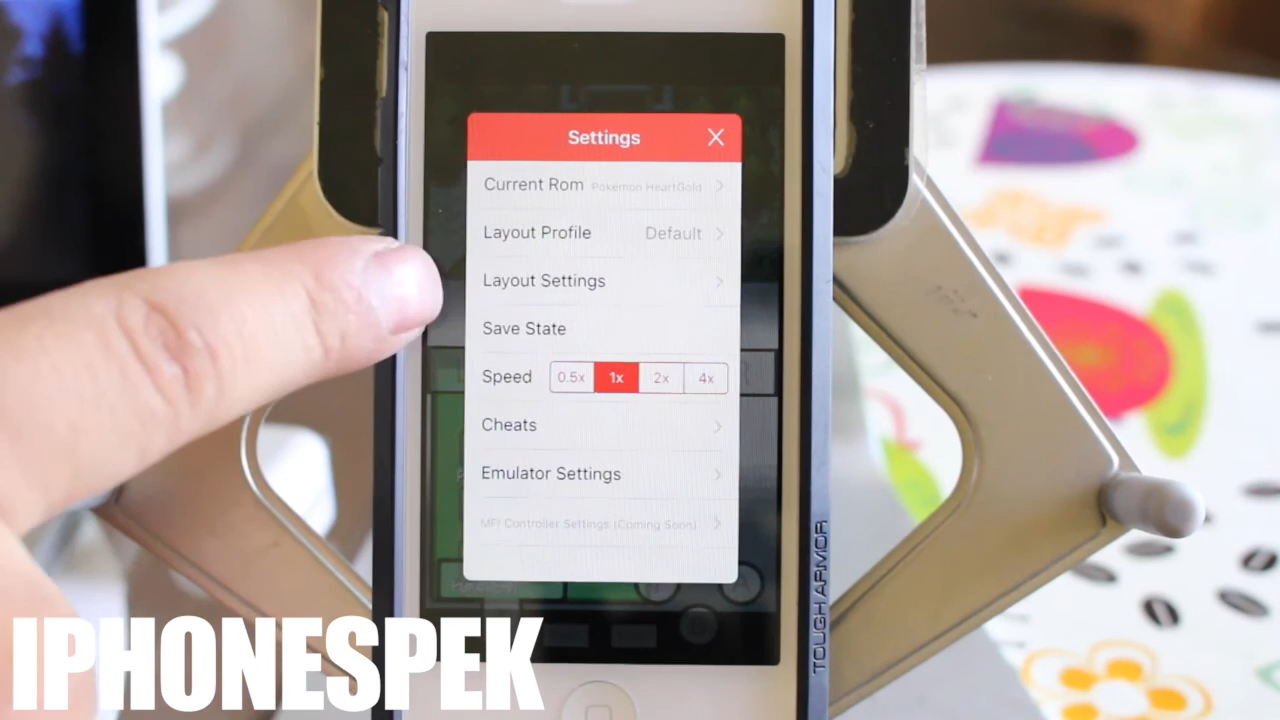 Settings
Current Rom Pokemon HeartGold
Layout Profile Default
Layout Settings
Save State
Speed 0.5x 1x 2x 4x
Cheats
Emulator Settings
MFI Controller Settings (Coming Soon)
TOUGH ARMOR
IPHONESPEK